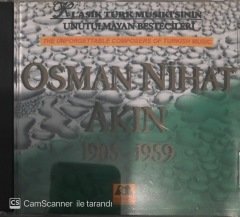 KLASİK TÜRK MUSİKİ'SİNİN
UNUTULMAYAN BESTECİLERİ
THE UNFORGETTABLE COMPOSERS OF TURKISH MUSIC
OSMAN NİHAT
AKIN
1905-1959
CS CamScanner ile tarandı